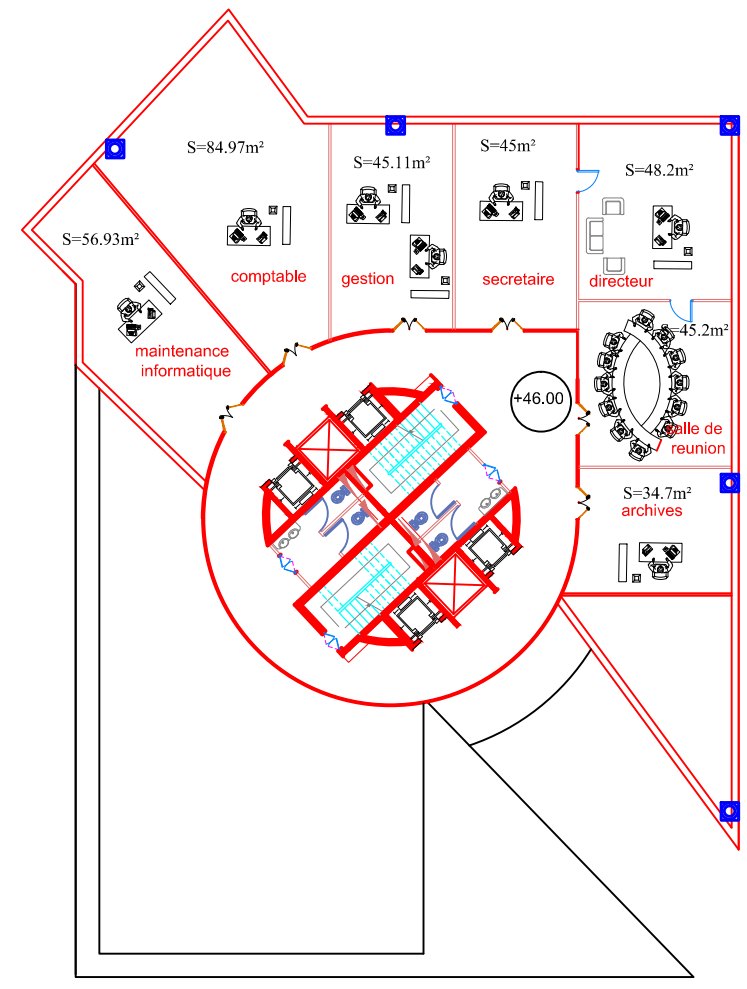 S=84.97m²
S=45.11m²
S=45m²
S=48.2m²
S=56.93m²
comptable
gestion
secretaire
directeur
=45.2m²
maintenance
informatique
+46.00
salle de
reunion
S=34.7m²
archives